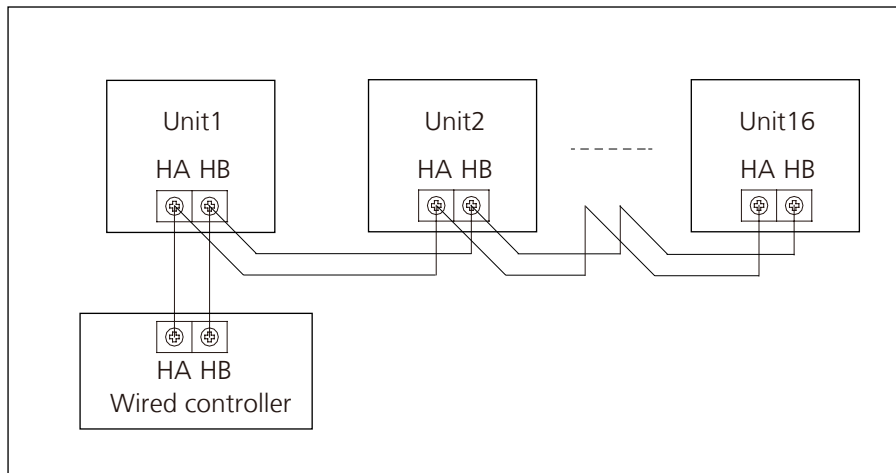 Unit1
HA HB
Unit2
HA HB
Unit16
HA HB
HA HB
Wired controller